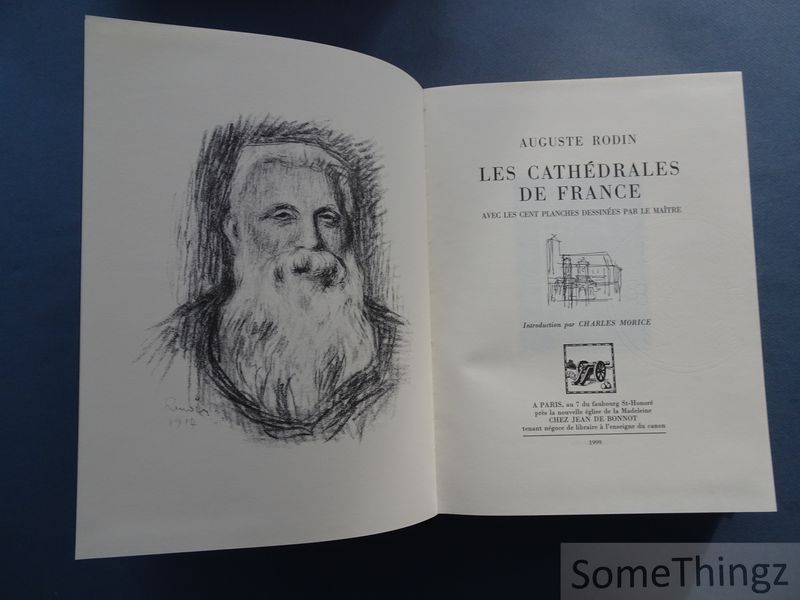 1912
AUGUSTE RODIN
LES CATHÉDRALES
DE FRANCE
AVEC LES CENT PLANCHES DESSINÉES PAR LE MAÎTRE
Introduction par CHARLES MORICE
A PARIS, au 7 du faubourg St-Honoré
près la nouvelle église de la Madeleine
CHEZ JEAN DE BONNOT
tenant négoce de libraire à l'enseigne du canon
1999
SomeThingz